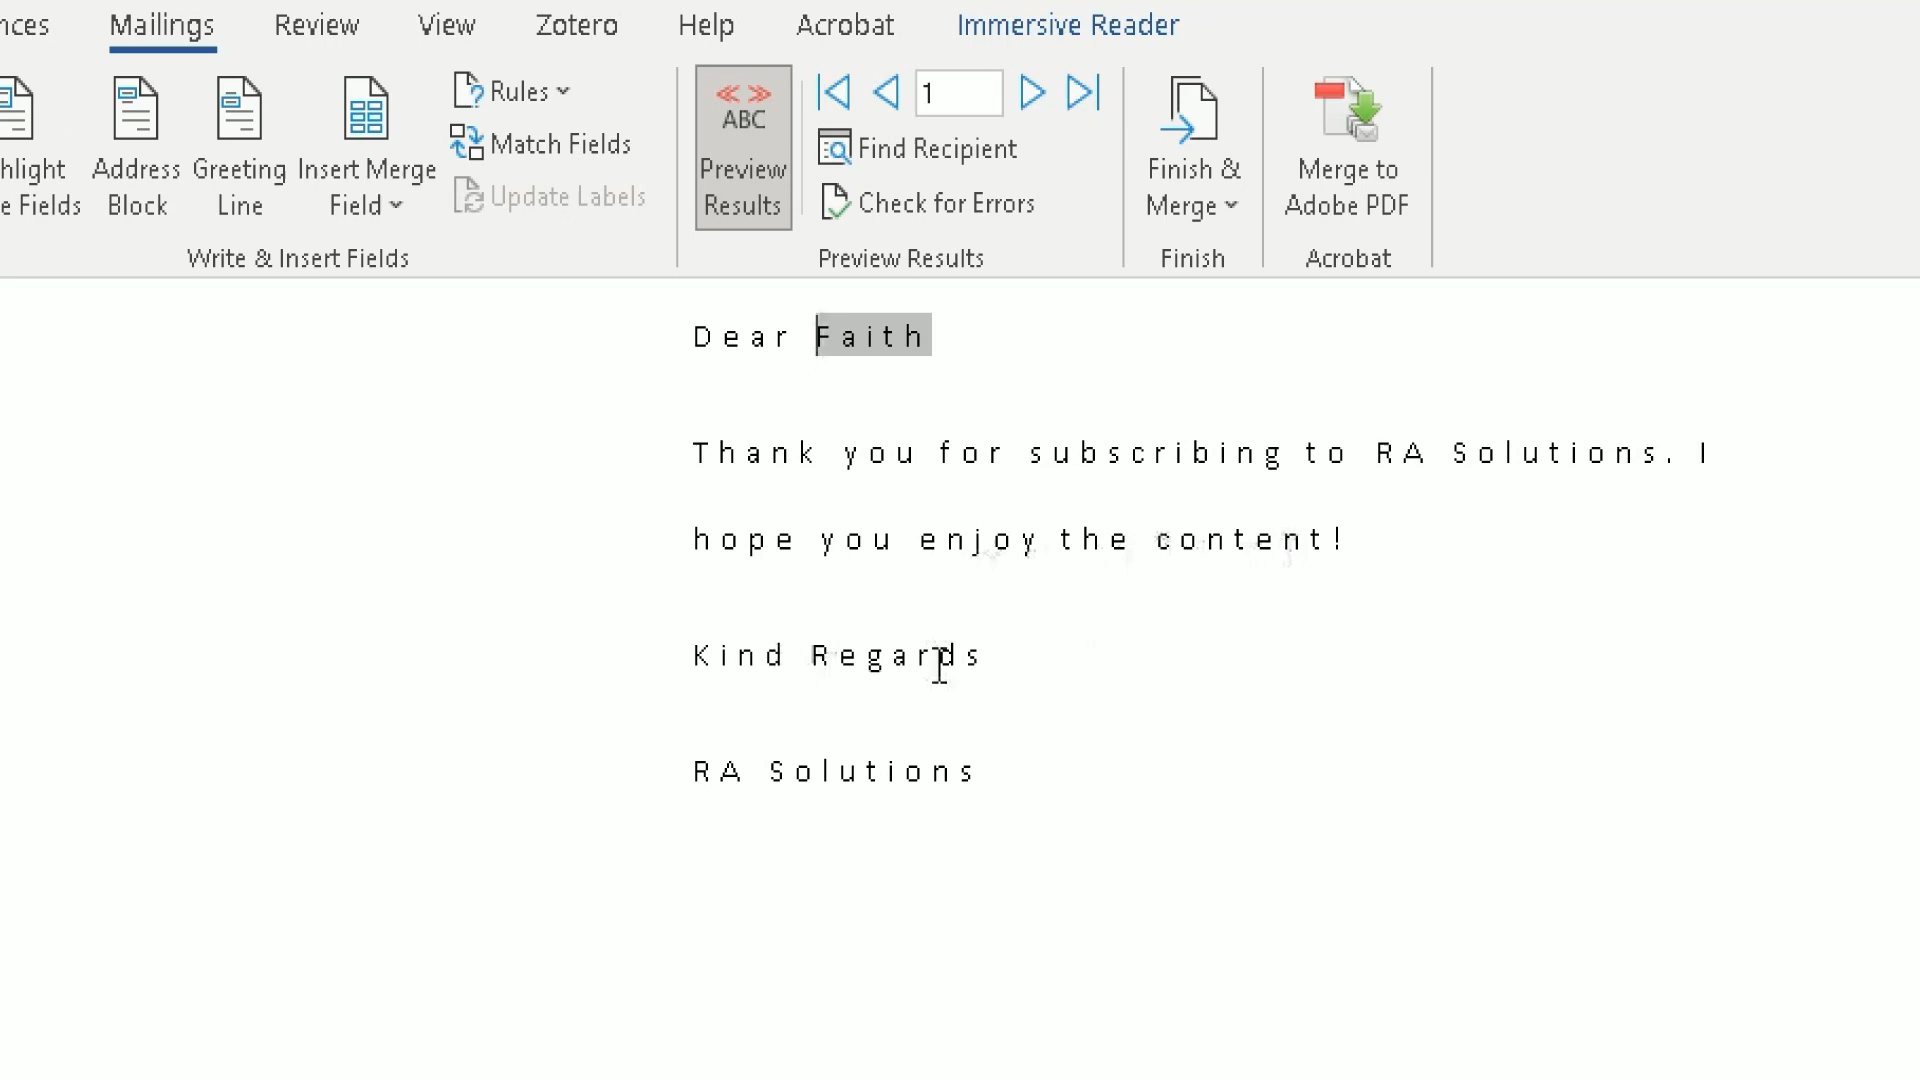 nces Mailings Review View Zotero Help Acrobat Immersive Reader
hlight
e Fields
Address
Block
Greeting
Line
Insert Merge
Field
Rules
Match Fields
Update Labels
Write & Insert Fields
ABC
Preview
Results
1
Find Recipient
Check for Errors
Preview Results
Finish &
Merge
Finish
Merge to
Adobe PDF
Acrobat
Dear Faith
Thank you for subscribing to RA Solutions. I
hope you enjoy the content!
Kind Regards
RA Solutions